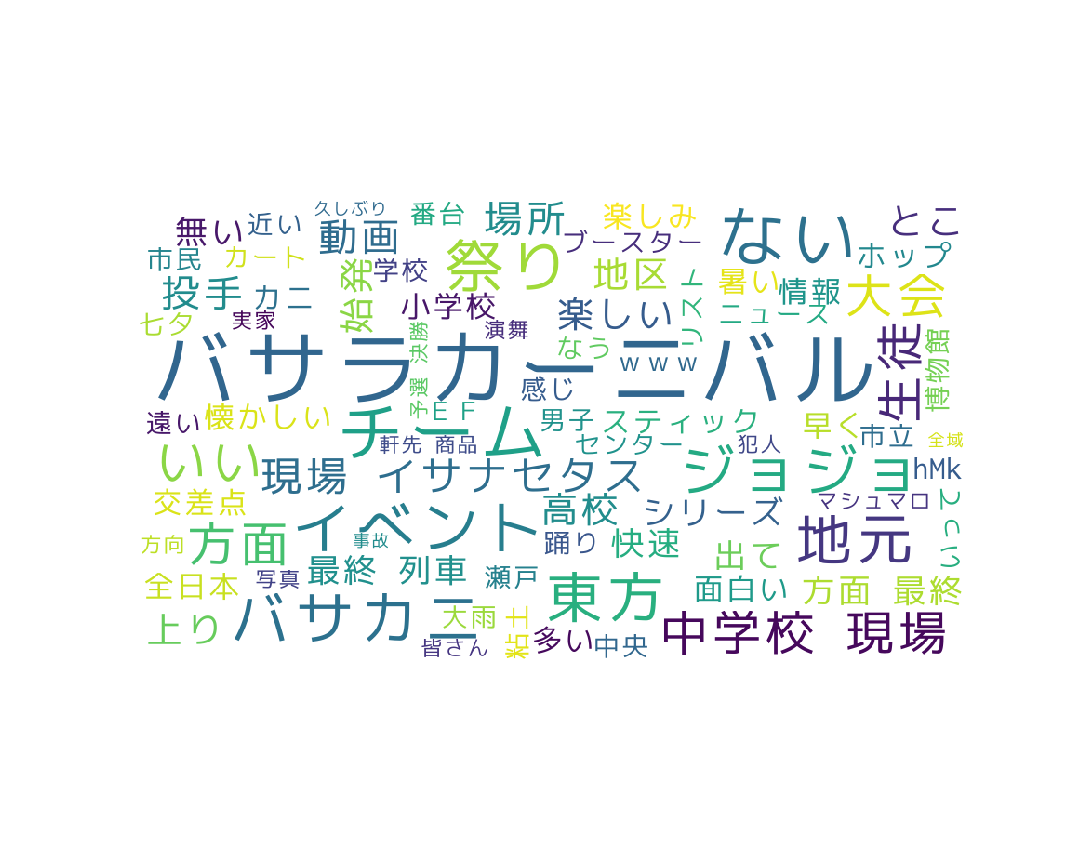 久しぶり
無い
近い
動画
番台
場所
楽しみ
ない
とこ
市民
カート
学校
祭り
ブースター
地区
リスト
暑い
情報
ホップ
大会
投手
カニ
始発
小学校
楽しい
ニュース
七夕
実家
演舞
バサラカーニバル
決勝
予選
なう
www
生徒
博物館
感じ
遠い
懐かしい
チーム
EF
男子
スティック
早く
市立
全域
いい
軒先
商品
センター
犯人
現場
イサナセタス
ジョジョ
hMk
交差点
イベント
高校
シリーズ
マシュマロ
地元
てっぺ
方向
方面
事故
踊り
快速
出て
全日本
写真
最終 列車
瀬戸
東方
面白い
方面 最終
上り
バサカニ
大雨
粘土
皆さん
多い
中央
中学校 現場